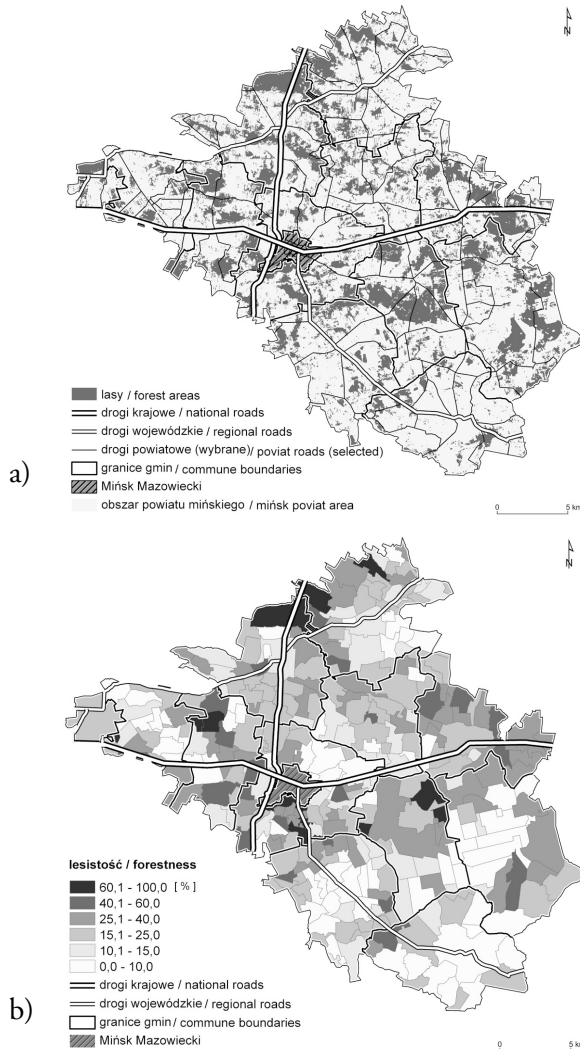 N
lasy / forest areas
drogi krajowe / national roads
drogi wojewódzkie / regional roads
drogi powiatowe (wybrane)/ poviat roads (selected)
granice gmin / commune boundaries
Mińsk Mazowiecki
obszar powiatu mińskiego / mińsk poviat area
a)
0 5 km
N
lesistość / forestness
60,1 - 100,0 [ % ]
40,1 - 60,0
25,1 - 40,0
15,1 - 25,0
10,1 - 15,0
0,0 - 10,0
drogi krajowe / national roads
drogi wojewódzkie / regional roads
granice gmin / commune boundaries
Mińsk Mazowiecki
b)
0 5 km